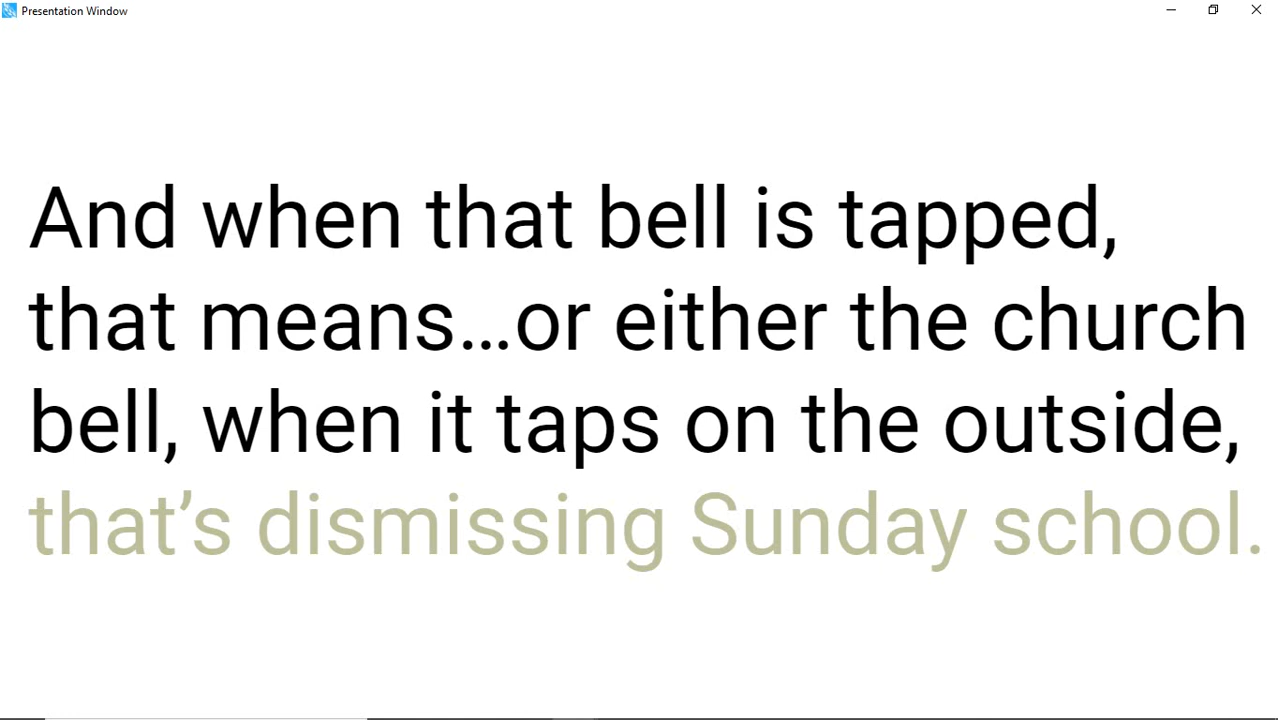 Presentation Window
And when that bell is tapped,
that means…or either the church
bell, when it taps on the outside,
that’s dismissing Sunday school.